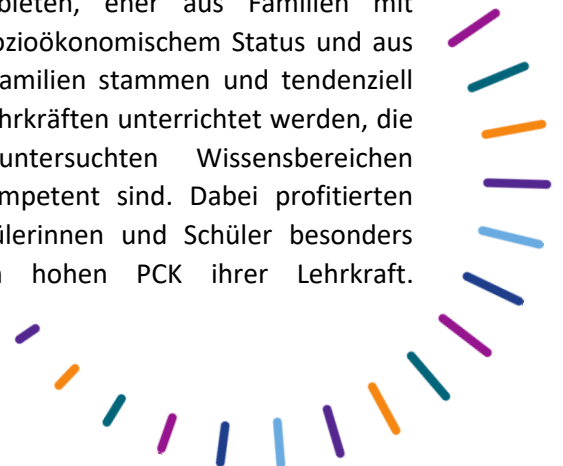 bieten, eher aus Familien mit
ozioökonomischem Status und aus
amilien stammen und tendenziell
hrkräften unterrichtet werden, die
untersuchten Wissensbereichen
mpetent sind. Dabei profitierten
ülerinnen und Schüler besonders
hohen PCK ihrer Lehrkraft.